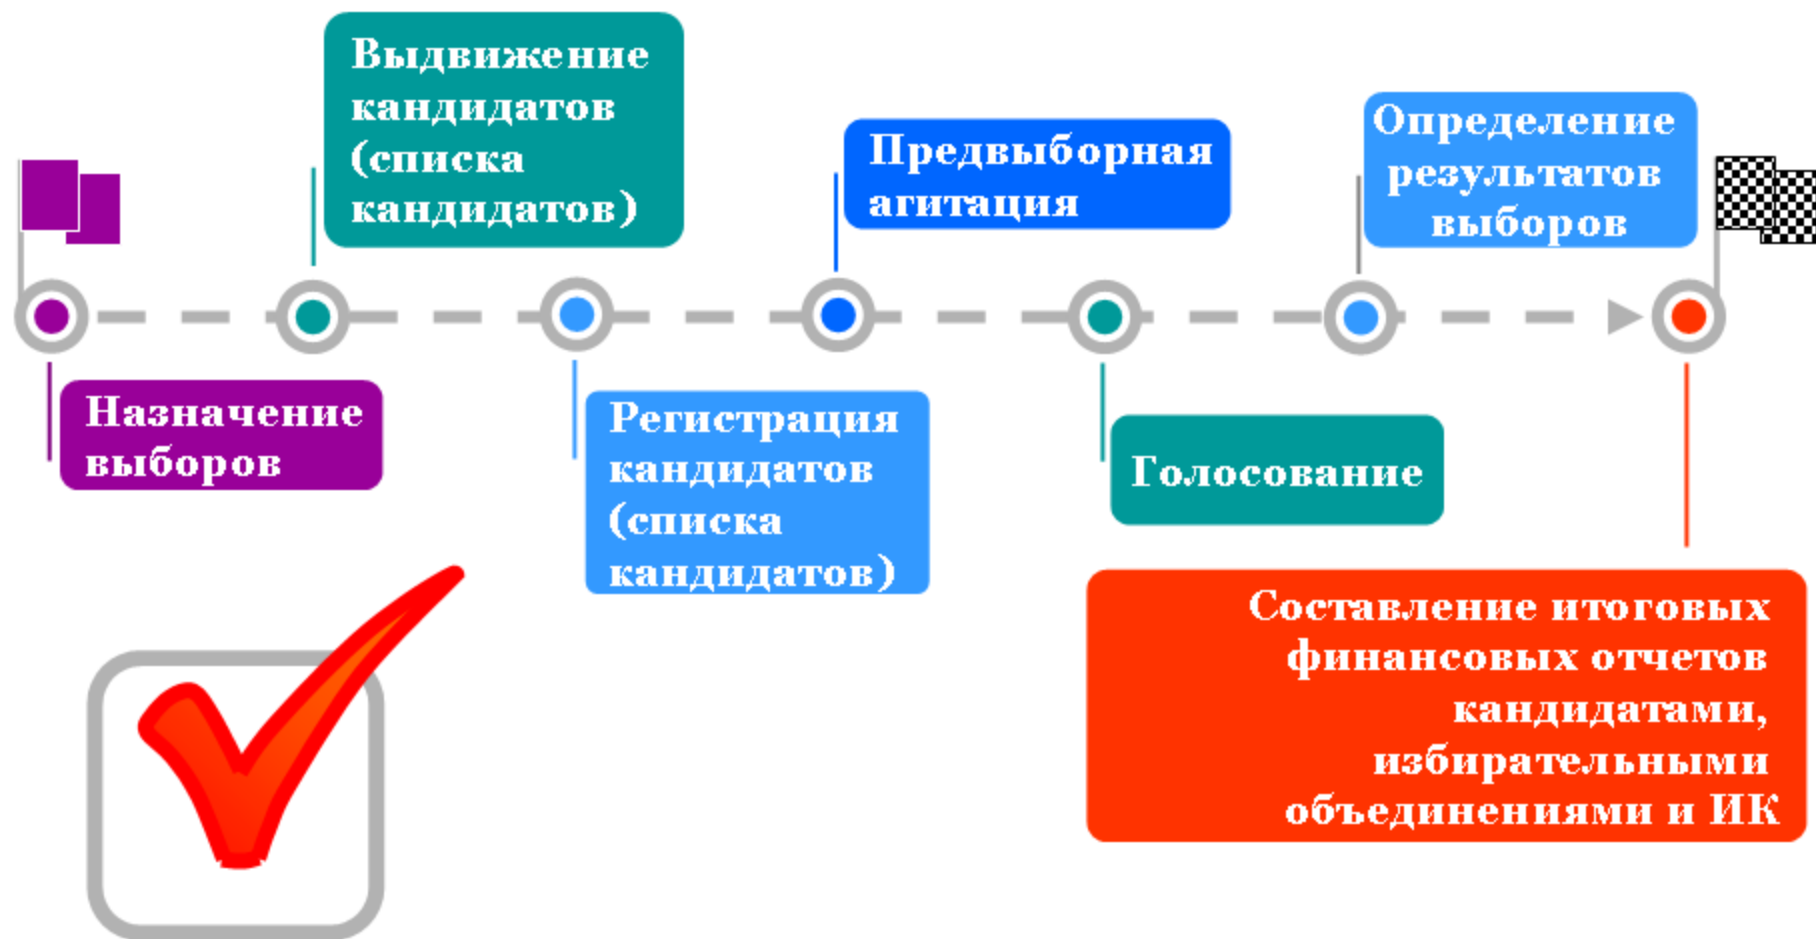 Назначение
выборов
Выдвижение
кандидатов
(списка
кандидатов)
Регистрация
кандидатов
(списка
кандидатов)
Предвыборная
агитация
Голосование
Определение
результатов
выборов
Составление итоговых
финансовых отчетов
кандидатами,
избирательными
объединениями и ИК